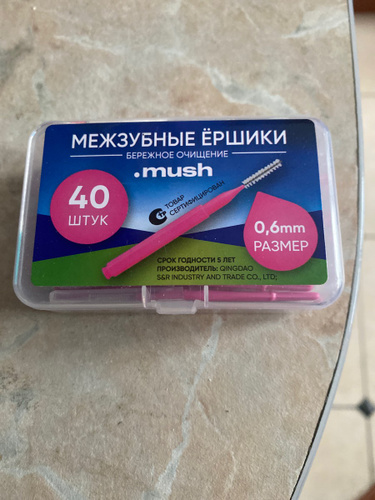 МЕЖЗУБНЫЕ ЁРШИКИ
БЕРЕЖНОЕ ОЧИЩЕНИЕ
.mush
40
ШТУК
ТОВАР
СЕРТИФИЦИРОВАН
0,6mm
РАЗМЕР
СРОК ГОДНОСТИ 5 ЛЕТ
ПРОИЗВОДИТЕЛЬ: QINGDAO
S&R INDUSTRY AND TRADE CO., LTD;